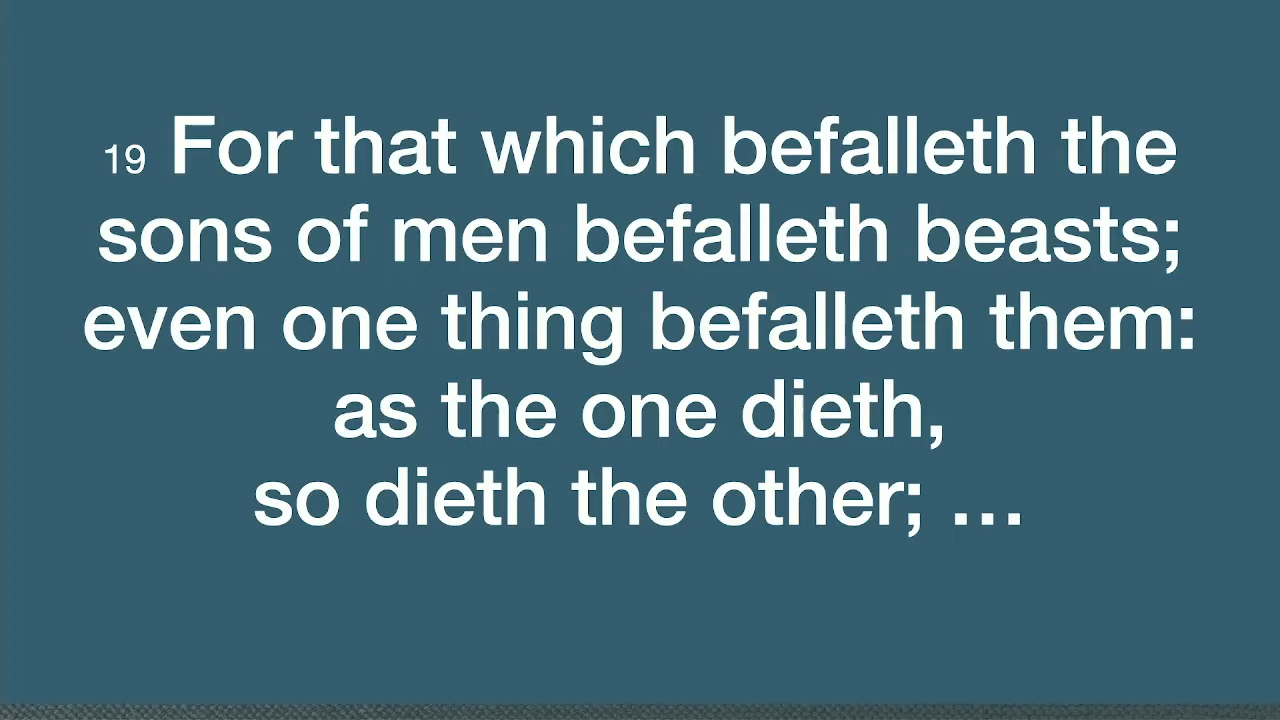 19 For that which befalleth the
sons of men befalleth beasts;
even one thing befalleth them:
as the one dieth,
so dieth the other; …